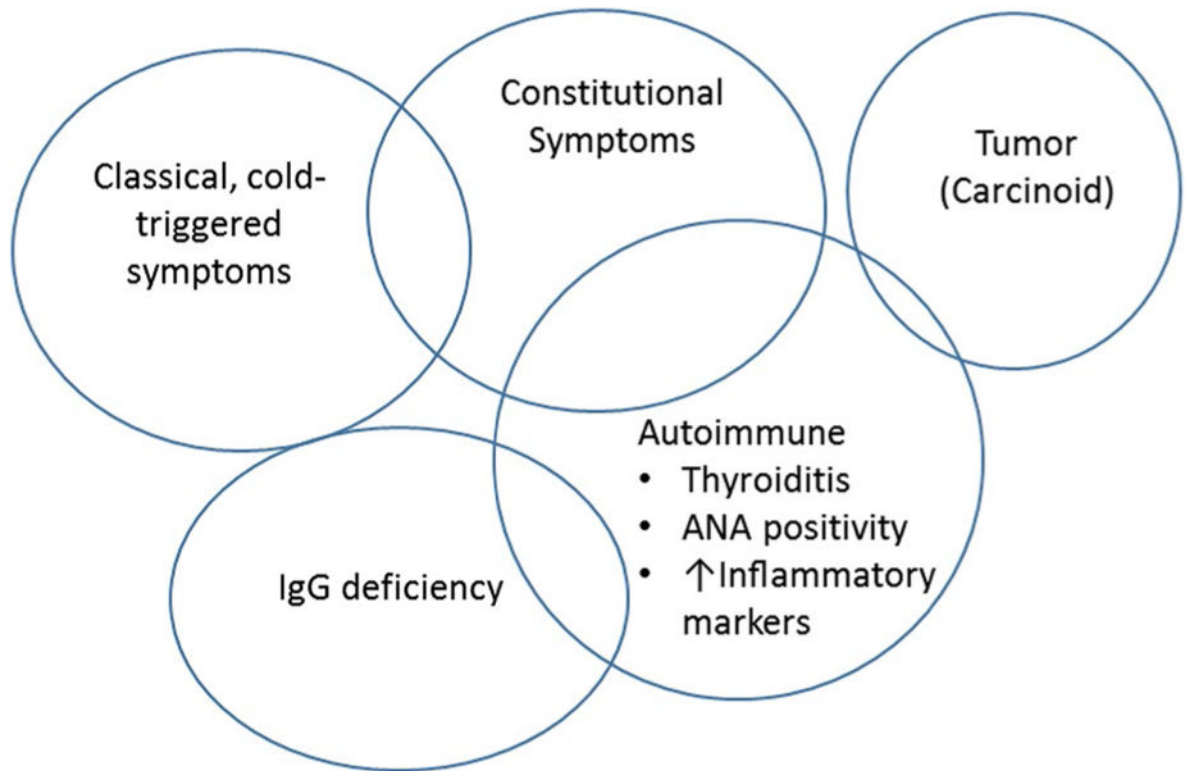 Constitutional
Symptoms
Tumor
(Carcinoid)
Classical, cold-
triggered
symptoms
Autoimmune
• Thyroiditis
• ANA positivity
• ↑Inflammatory
markers
IgG deficiency